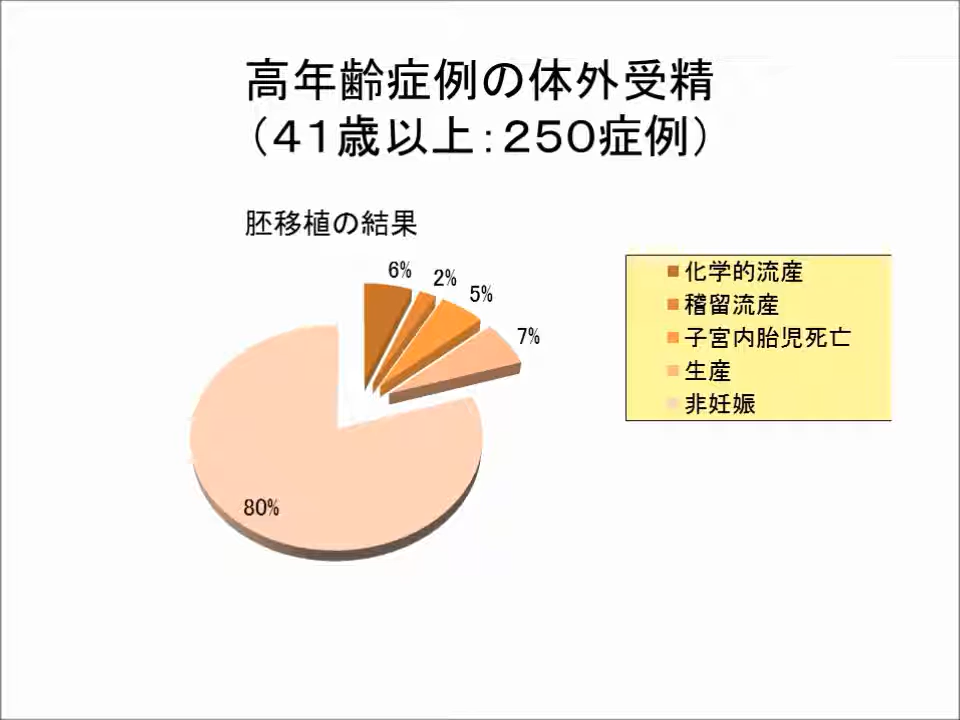 高年齢症例の体外受精
（４１歳以上：２５０症例）
胚移植の結果
6%
2%
5%
7%
80%
化学的流産
稽留流産
子宮内胎児死亡
生産
非妊娠